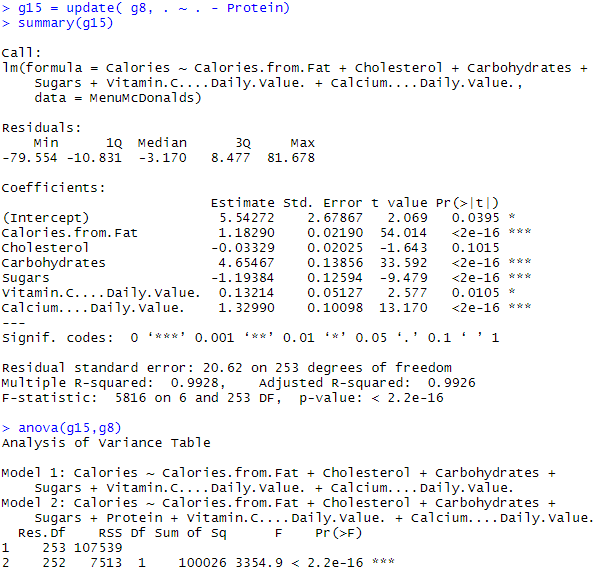 > g15 = update( g8, . ~ . - Protein)
> summary(g15)
Call:
lm(formula = Calories ~ Calories.from.Fat + Cholesterol + Carbohydrates +
    Sugars + Vitamin.C....Daily.Value. + Calcium....Daily.Value.,
    data = MenuMcDonalds)
Residuals:
    Min      1Q  Median      3Q     Max
-79.554 -10.831  -3.170   8.477  81.678
Coefficients:
                          Estimate Std. Error t value Pr(>|t|)
(Intercept)                5.54272    2.67867   2.069   0.0395 *
Calories.from.Fat          1.18290    0.02190  54.014   <2e-16 ***
Cholesterol               -0.03329    0.02025  -1.643   0.1015
Carbohydrates              4.65467    0.13856  33.592   <2e-16 ***
Sugars                    -1.19384    0.12594  -9.479   <2e-16 ***
Vitamin.C....Daily.Value.  0.13214    0.05127   2.577   0.0105 *
Calcium....Daily.Value.    1.32990    0.10098  13.170   <2e-16 ***
---
Signif. codes:  0 ‘***’ 0.001 ‘**’ 0.01 ‘*’ 0.05 ‘.’ 0.1 ‘ ’ 1
Residual standard error: 20.62 on 253 degrees of freedom
Multiple R-squared:  0.9928,    Adjusted R-squared:  0.9926
F-statistic:  5816 on 6 and 253 DF,  p-value: < 2.2e-16
> anova(g15,g8)
Analysis of Variance Table
Model 1: Calories ~ Calories.from.Fat + Cholesterol + Carbohydrates +
    Sugars + Vitamin.C....Daily.Value. + Calcium....Daily.Value.
Model 2: Calories ~ Calories.from.Fat + Cholesterol + Carbohydrates +
    Sugars + Protein + Vitamin.C....Daily.Value. + Calcium....Daily.Value.
  Res.Df    RSS Df Sum of Sq      F    Pr(>F)
1    253 107539
2    252   7513  1    100026 3354.9 < 2.2e-16 ***